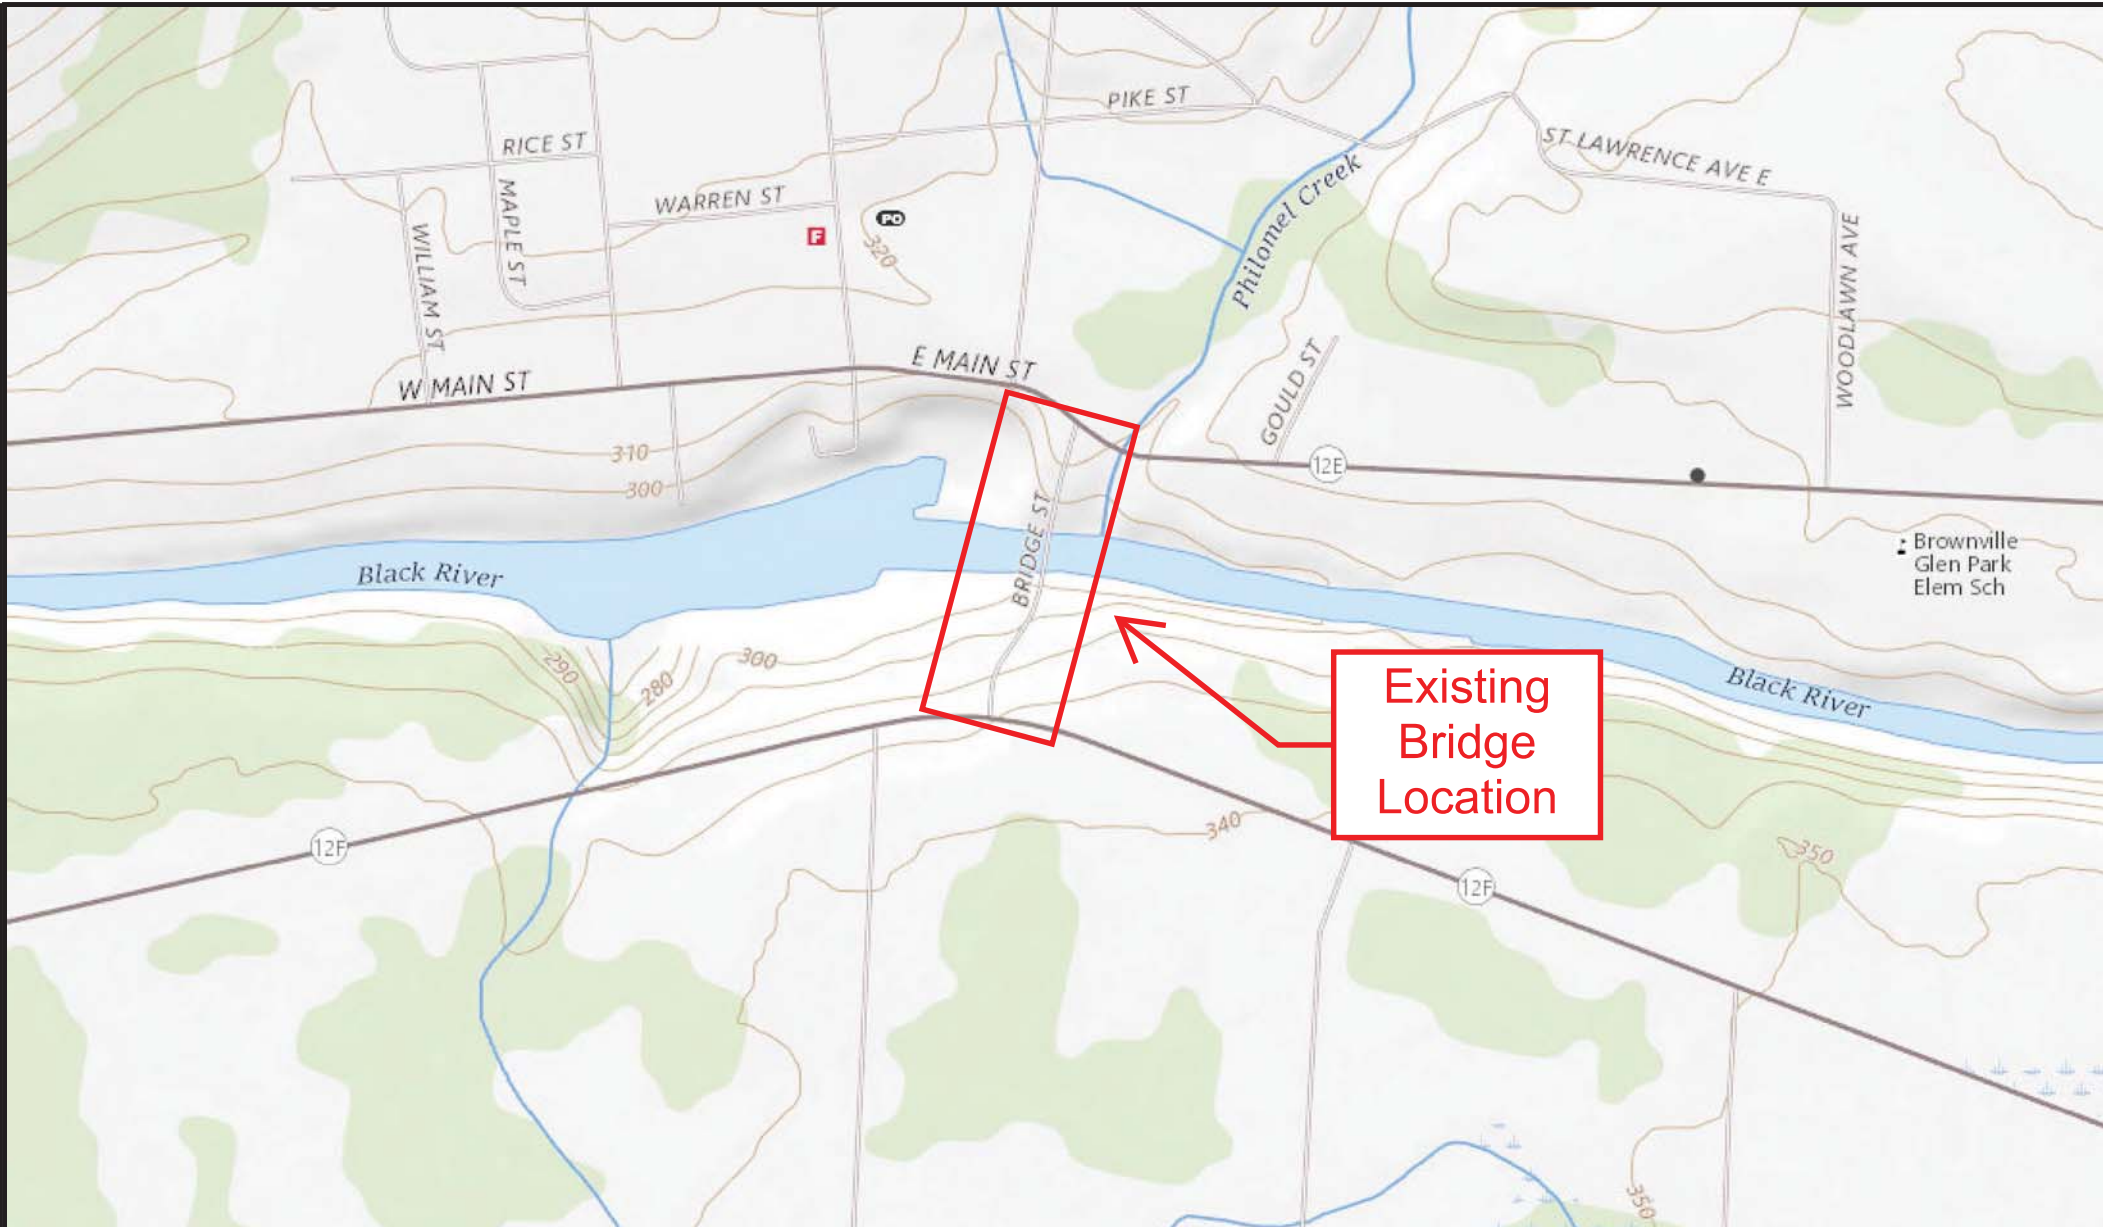 PIKE ST
RICE ST
ST LAWRENCE AVE E
WARREN ST
MAPLE ST
WILLIAM ST
PO
F
320
Philomel Creek
WOODLAWN AVE
E MAIN ST
W MAIN ST
GOULD ST
310
300
12E
BRIDGE ST
Brownville
Glen Park
Elem Sch
Black River
290
280
300
Existing
Bridge
Location
Black River
340
12F
350
12F
350